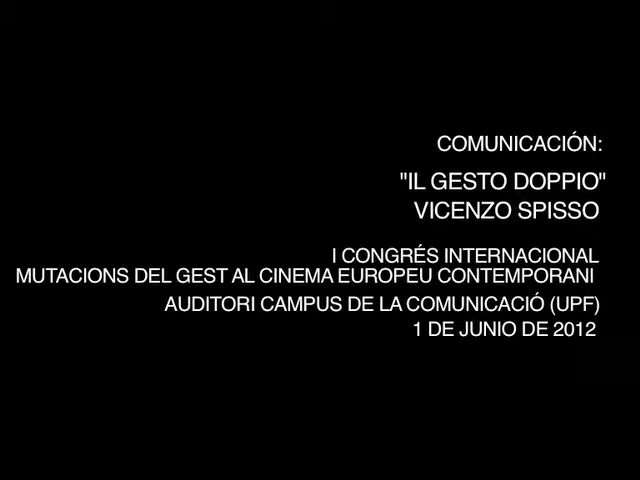 COMUNICACIÓN:
"IL GESTO DOPPIO"
VICENZO SPISSO
I CONGRÉS INTERNACIONAL
MUTACIONS DEL GEST AL CINEMA EUROPEU CONTEMPORANI
AUDITORI CAMPUS DE LA COMUNICACIÓ (UPF)
1 DE JUNIO DE 2012